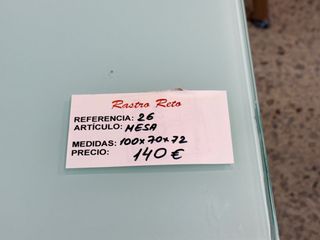 Rastro Reto
REFERENCIA: 26
ARTÍCULO: MESA
MEDIDAS: 100x70x72
PRECIO: 140 €